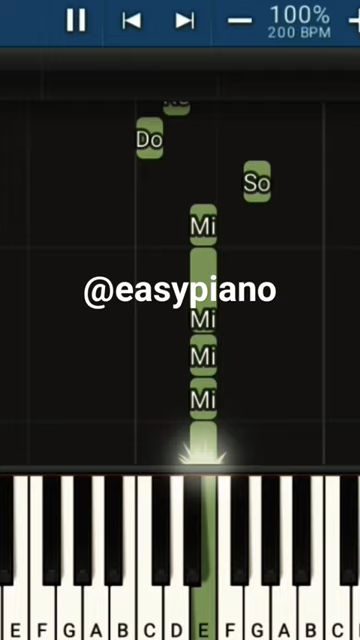 100%
200 BPM
Do
So
Mi
@easypiano
Mi
Mi
Mi
E F G A B C D E F G A B C